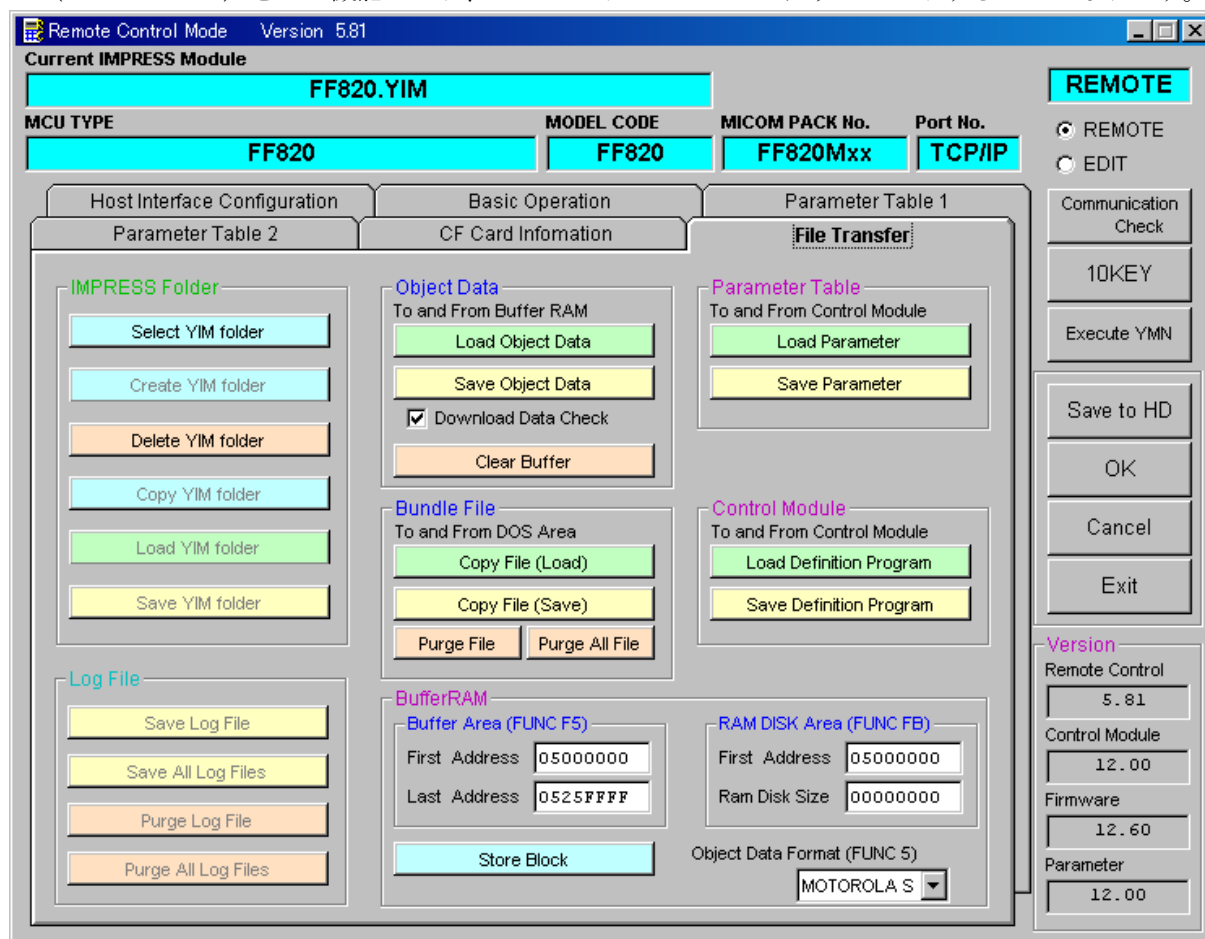 Remote Control Mode Version 5.81
Current IMPRESS Module
FF820.YIM
REMOTE
MCU TYPE
MODEL CODE
MICOM PACK No.
Port No.
FF820
FF820
FF820Mxx
TCP/IP
REMOTE
EDIT
Host Interface Configuration
Basic Operation
Parameter Table 1
Parameter Table 2
CF Card Infomation
File Transfer
Communication
Check
10KEY
Execute YMN
Save to HD
OK
Cancel
Exit
IMPRESS Folder
Select YIM folder
Create YIM folder
Delete YIM folder
Copy YIM folder
Load YIM folder
Save YIM folder
Log File
Save Log File
Save All Log Files
Purge Log File
Purge All Log Files
Object Data
To and From Buffer RAM
Load Object Data
Save Object Data
Download Data Check
Clear Buffer
Bundle File
To and From DOS Area
Copy File (Load)
Copy File (Save)
Purge File
Purge All File
Parameter Table
To and From Control Module
Load Parameter
Save Parameter
Control Module
To and From Control Module
Load Definition Program
Save Definition Program
BufferRAM
Buffer Area (FUNC F5)
First Address 05000000
Last Address 0525FFFF
RAM DISK Area (FUNC FB)
First Address 05000000
Ram Disk Size 00000000
Store Block
Object Data Format (FUNC 5)
MOTOROLA S
Version
Remote Control
5.81
Control Module
12.00
Firmware
12.60
Parameter
12.00